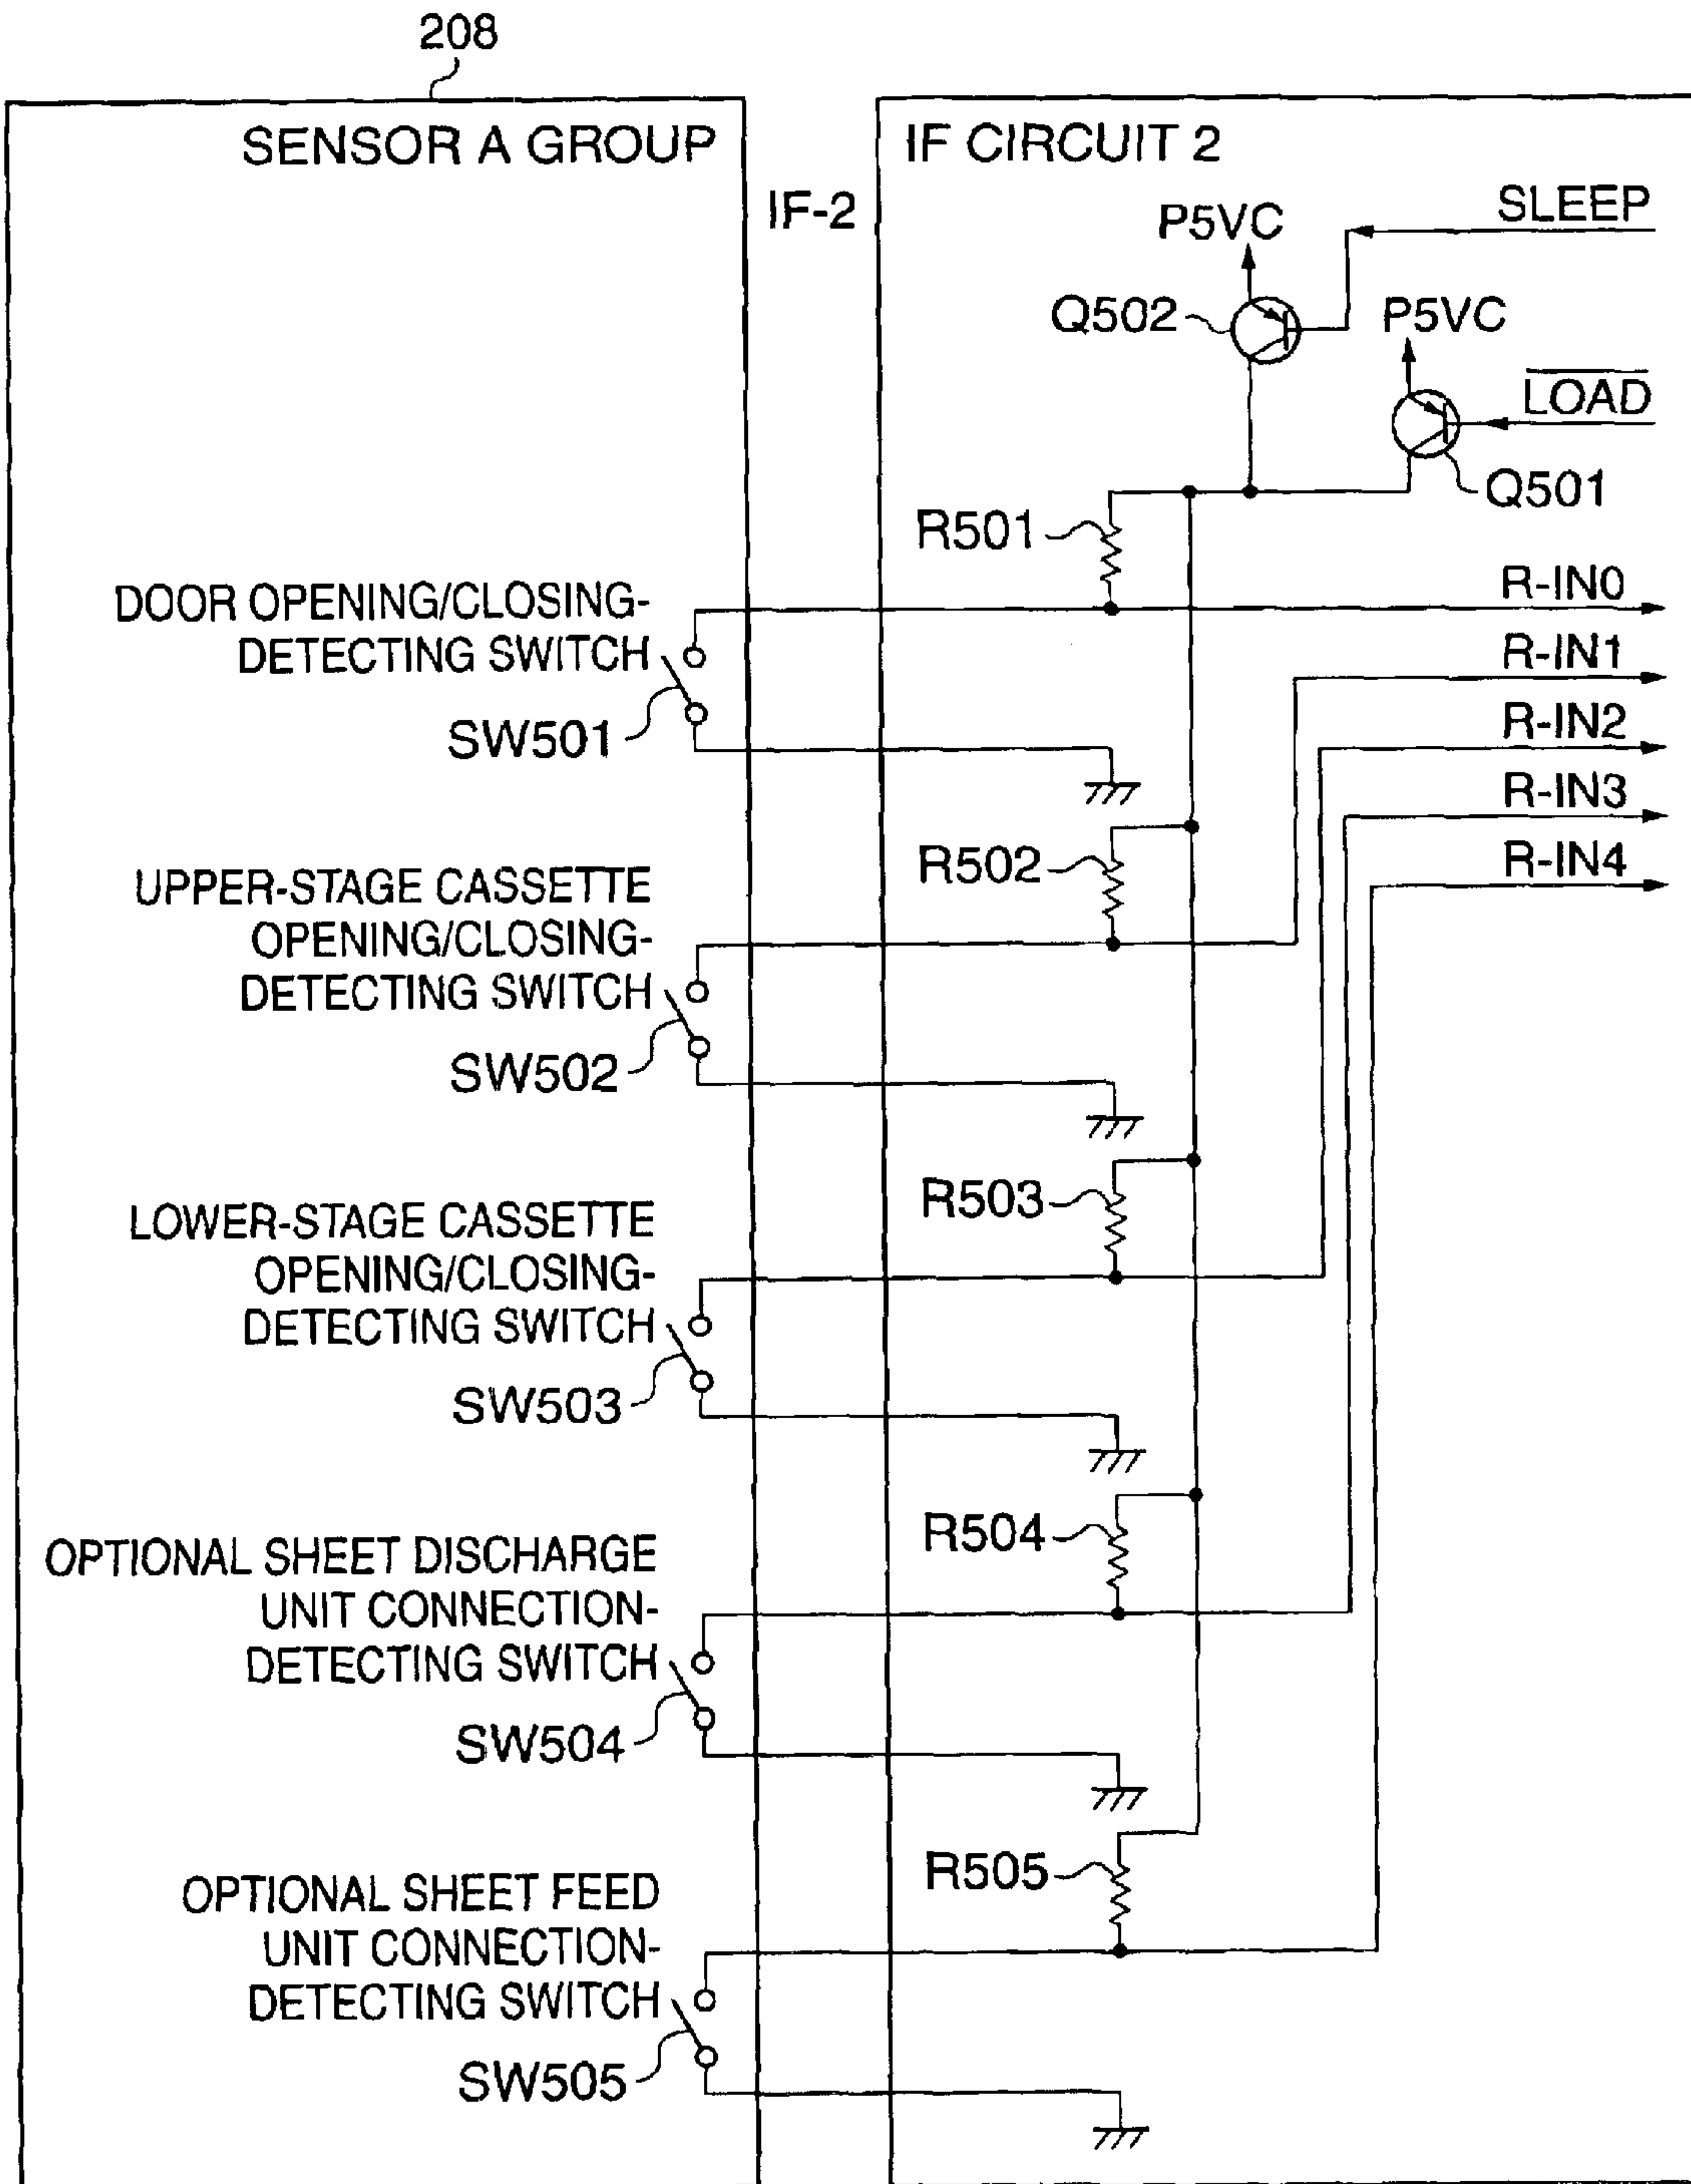 208
SENSOR A GROUP
IF-2
IF CIRCUIT 2
SLEEP
P5VC
Q502
P5VC
LOAD
Q501
R501
R-IN0
DOOR OPENING/CLOSING-
DETECTING SWITCH
R-IN1
SW501
R-IN2
R-IN3
R502
R-IN4
UPPER-STAGE CASSETTE
OPENING/CLOSING-
DETECTING SWITCH
SW502
R503
LOWER-STAGE CASSETTE
OPENING/CLOSING-
DETECTING SWITCH
SW503
R504
OPTIONAL SHEET DISCHARGE
UNIT CONNECTION-
DETECTING SWITCH
SW504
R505
OPTIONAL SHEET FEED
UNIT CONNECTION-
DETECTING SWITCH
SW505